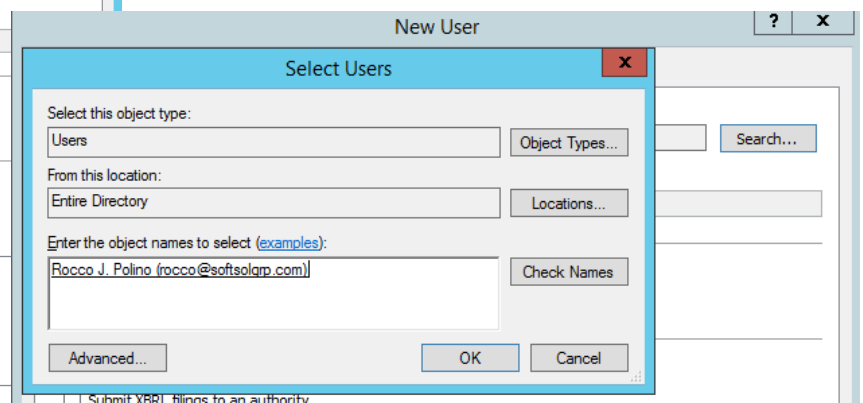 New User
? x
Select Users
x
Select this object type:
Users
Object Types...
Search...
From this location:
Entire Directory
Locations...
Enter the object names to select (examples):
Rocco J. Polino (rocco@softsolgrp.com)
Check Names
Advanced...
OK
Cancel
Submit XBRL filings to an authority